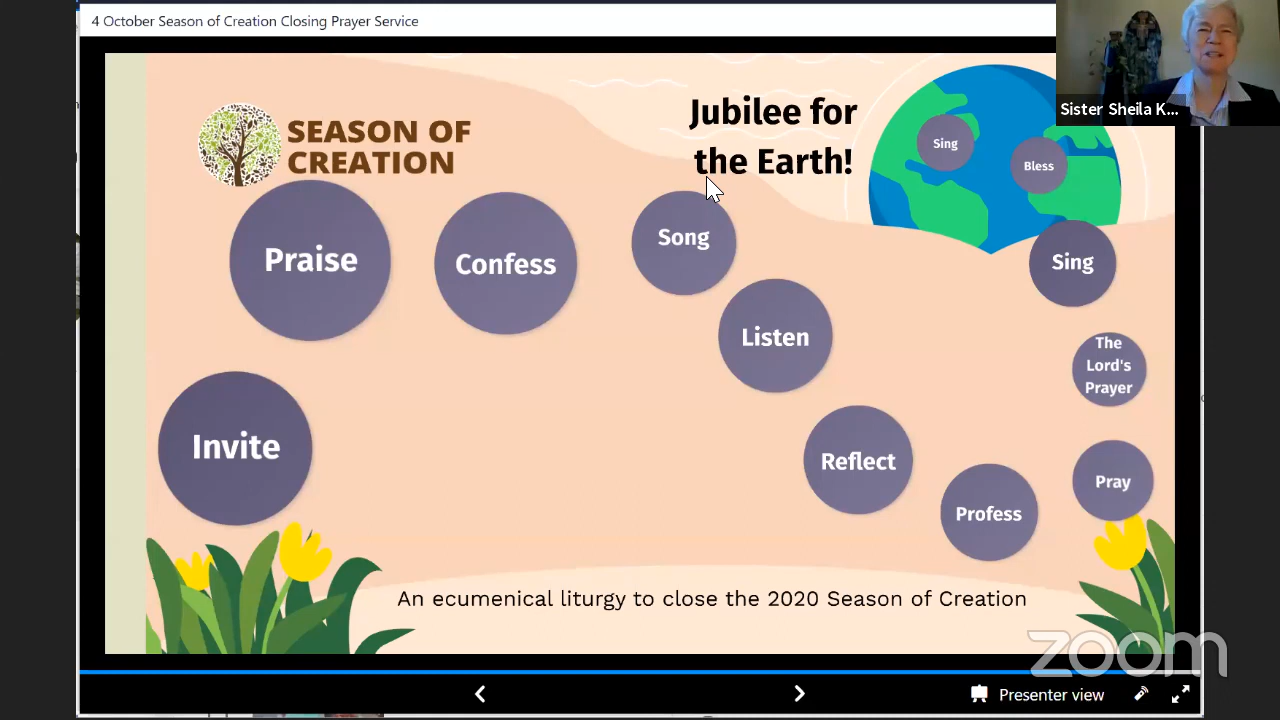 4 October Season of Creation Closing Prayer Service
Sister Sheila K...
SEASON OF
CREATION
Jubilee for
the Earth!
Sing
Bless
Praise
Confess
Song
Sing
Listen
The
Lord's
Prayer
Invite
Reflect
Pray
Profess
An ecumenical liturgy to close the 2020 Season of Creation
zoom
Presenter view